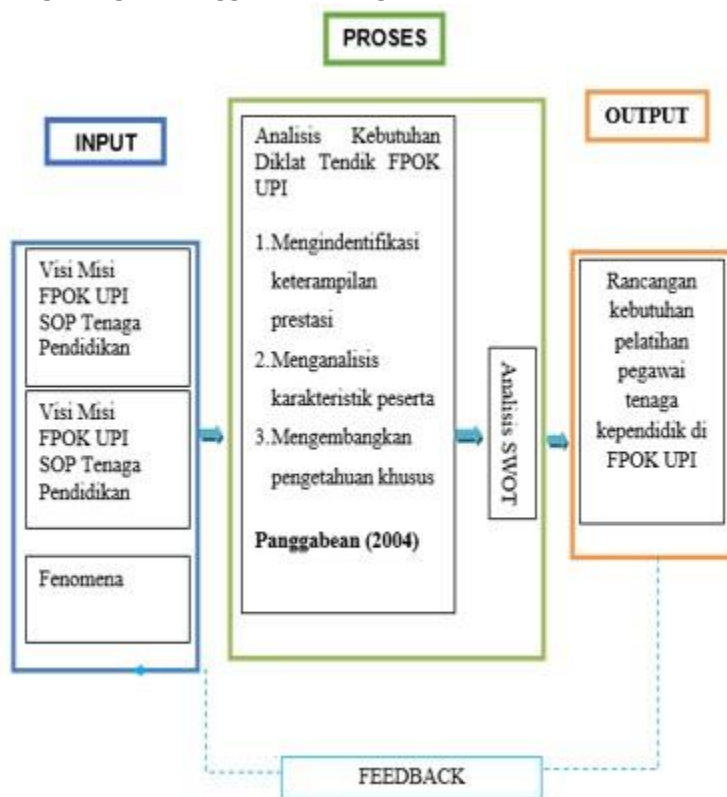 PROSES
INPUT
OUTPUT
Visi Misi
FPOK UPI
SOP Tenaga
Pendidikan
Visi Misi
FPOK UPI
SOP Tenaga
Pendidikan
Fenomena
Analisis Kebutuhan
Diklat Tendik FPOK
UPI
1.Mengindentifikasi
keterampilan
prestasi
2.Menganalisis
karakteristik peserta
3.Mengembangkan
pengetahuan khusus
Panggabean (2004)
Analisis SWOT
Rancangan
kebutuhan
pelatihan
pegawai
tenaga
kependidik di
FPOK UPI
FEEDBACK